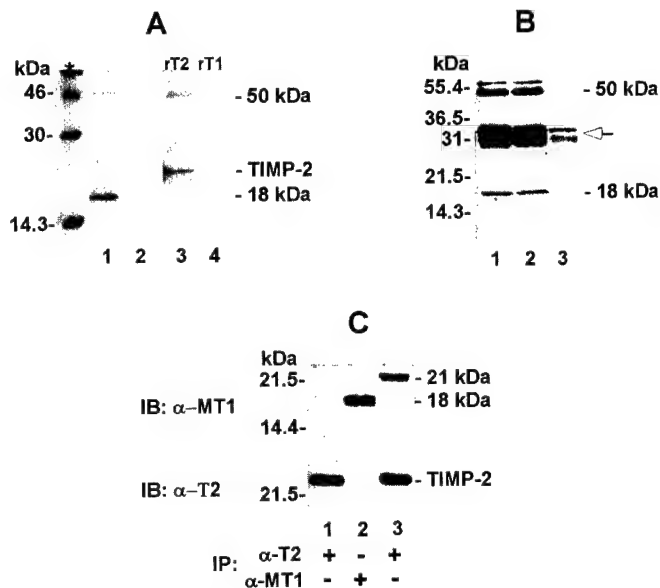 A
kDa * rT2 rT1
46- - 50 kDa
30-
- TIMP-2
- 18 kDa
14.3-
1 2 3 4
B
kDa
55.4- - 50 kDa
36.5-
31-
21.5-
- 18 kDa
14.3-
1 2 3
C
kDa
21.5- - 21 kDa
IB: α-MT1 - 18 kDa
14.4-
IB: α-T2 - TIMP-2
21.5-
1 2 3
IP: α-T2 + - +
α-MT1 - + -